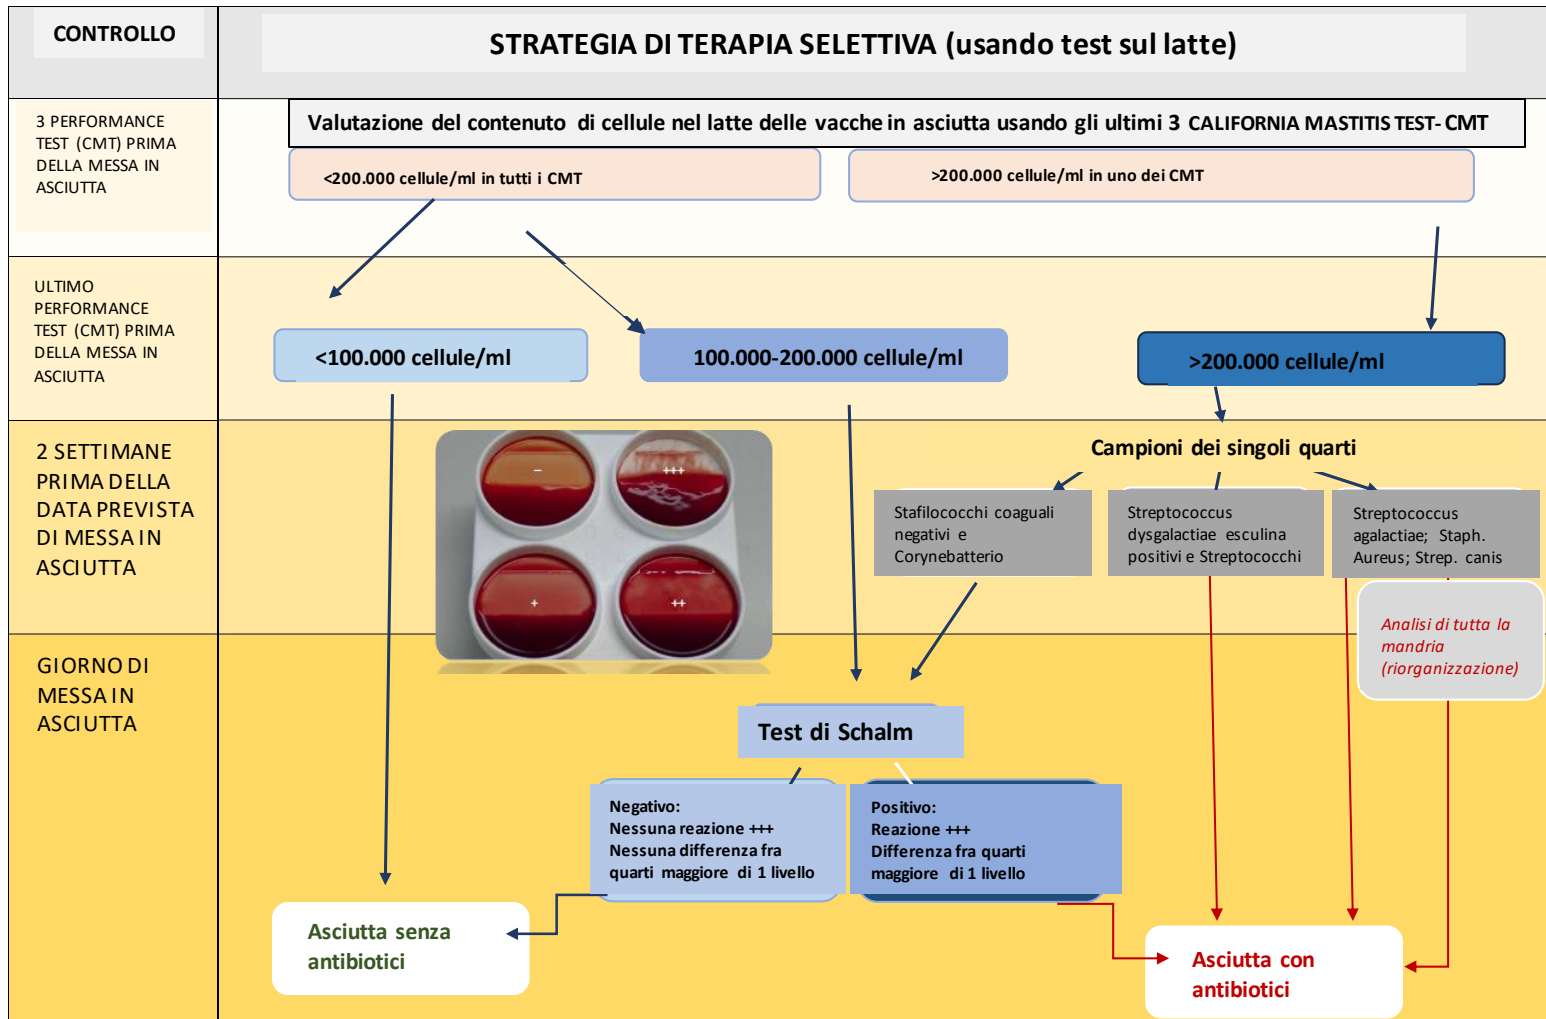 CONTROLLO
STRATEGIA DI TERAPIA SELETTIVA (usando test sul latte)
3 PERFORMANCE
TEST (CMT) PRIMA
DELLA MESSA IN
ASCIUTTA
Valutazione del contenuto di cellule nel latte delle vacche in asciutta usando gli ultimi 3 CALIFORNIA MASTITIS TEST- CMT
<200.000 cellule/ml in tutti i CMT
>200.000 cellule/ml in uno dei CMT
ULTIMO
PERFORMANCE
TEST (CMT) PRIMA
DELLA MESSA IN
ASCIUTTA
<100.000 cellule/ml
100.000-200.000 cellule/ml
>200.000 cellule/ml
2 SETTIMANE
PRIMA DELLA
DATA PREVISTA
DI MESSA IN
ASCIUTTA
–
+++
+
++
Campioni dei singoli quarti
Stafilococchi coaguali
negativi e
Corynebatterio
Streptococcus
dysgalactiae esculina
positivi e Streptococchi
Streptococcus
agalactiae; Staph.
Aureus; Strep. canis
Analisi di tutta la
mandria
(riorganizzazione)
GIORNO DI
MESSA IN
ASCIUTTA
Test di Schalm
Negativo:
Nessuna reazione +++
Nessuna differenza fra
quarti maggiore di 1 livello
Positivo:
Reazione +++
Differenza fra quarti
maggiore di 1 livello
Asciutta senza
antibiotici
Asciutta con
antibiotici